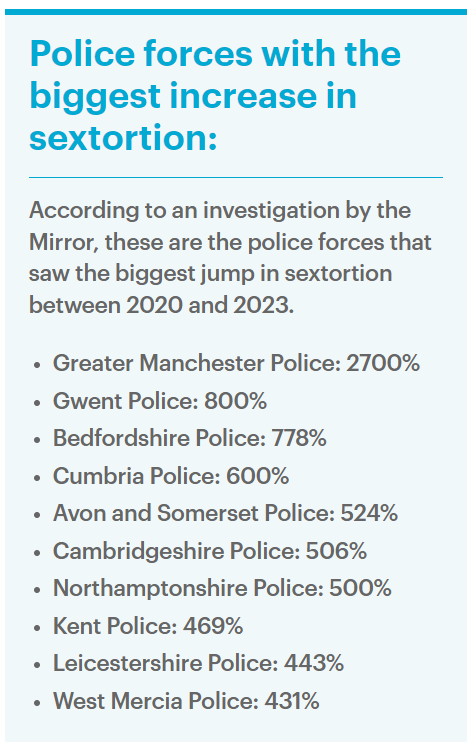 Police forces with the
biggest increase in
sextortion:
According to an investigation by the
Mirror, these are the police forces that
saw the biggest jump in sextortion
between 2020 and 2023.
• Greater Manchester Police: 2700%
• Gwent Police: 800%
• Bedfordshire Police: 778%
• Cumbria Police: 600%
• Avon and Somerset Police: 524%
• Cambridgeshire Police: 506%
• Northamptonshire Police: 500%
• Kent Police: 469%
• Leicestershire Police: 443%
• West Mercia Police: 431%